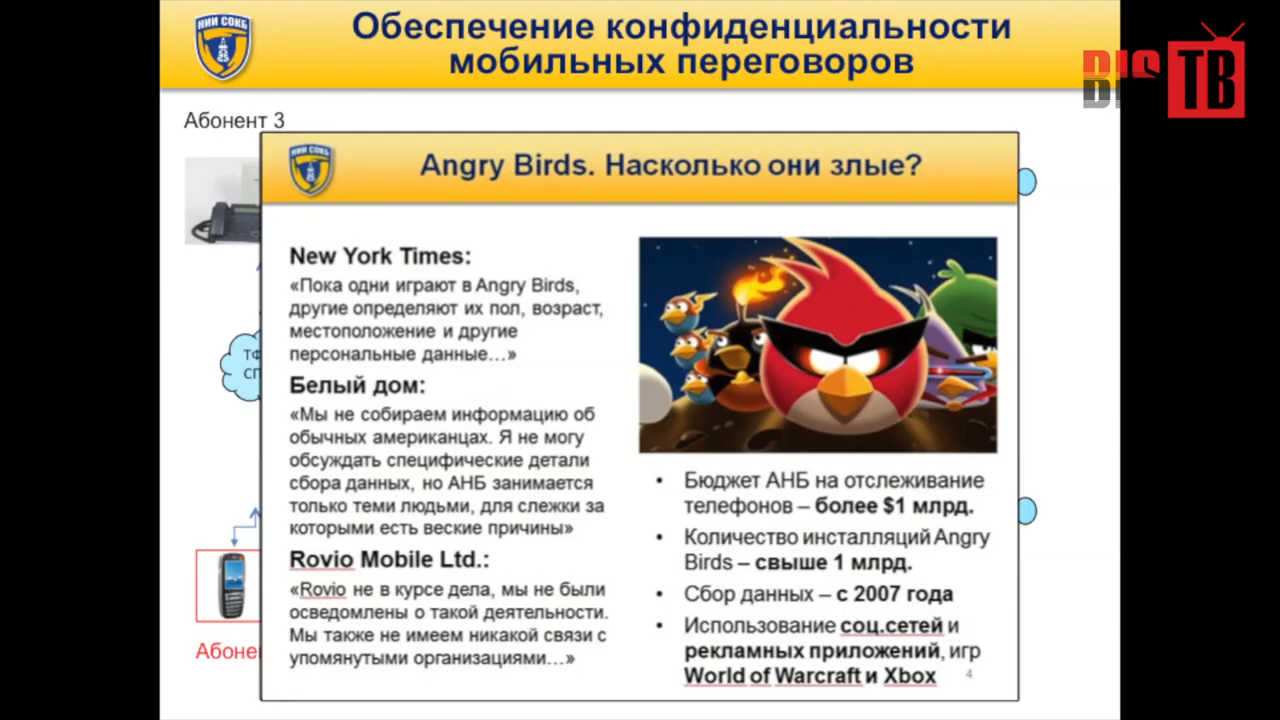 НИИ СОКБ
Обеспечение конфиденциальности
мобильных переговоров
BIS ТВ
Абонент 3
НИИ СОКБ
Angry Birds. Насколько они злые?
New York Times:
«Пока одни играют в Angry Birds,
другие определяют их пол, возраст,
местоположение и другие
персональные данные…»
Белый дом:
«Мы не собираем информацию об
обычных американцах. Я не могу
обсуждать специфические детали
сбора данных, но АНБ занимается
только теми людьми, для слежки за
которыми есть веские причины»
Rovio Mobile Ltd.:
«Rovio не в курсе дела, мы не были
осведомлены о такой деятельности.
Мы также не имеем никакой связи с
упомянутыми организациями…»
• Бюджет АНБ на отслеживание
телефонов – более $1 млрд.
• Количество инсталляций Angry
Birds – свыше 1 млрд.
• Сбор данных – с 2007 года
• Использование соц.сетей и
рекламных приложений, игр
World of Warcraft и Xbox
4